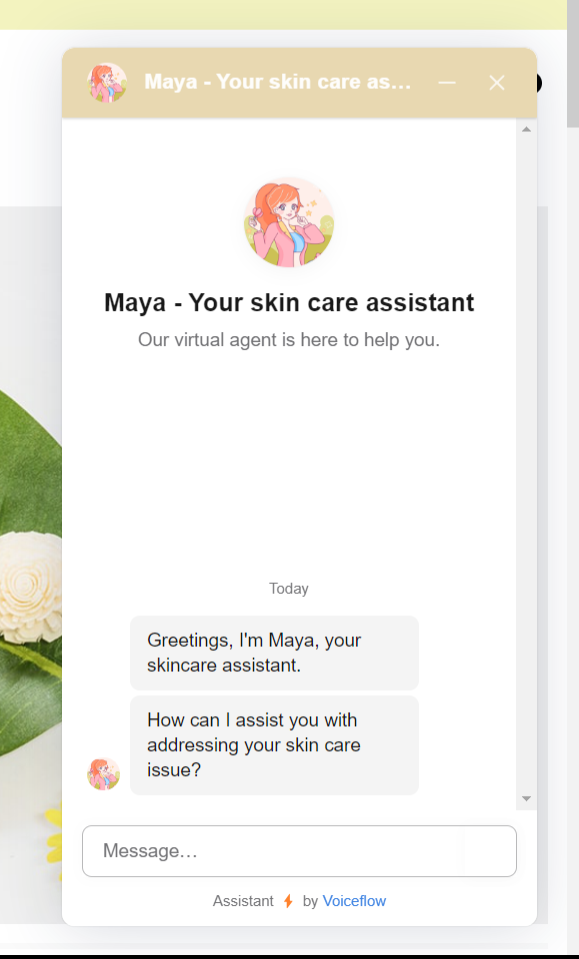 Maya - Your skin care as...
Maya - Your skin care assistant
Our virtual agent is here to help you.
Today
Greetings, I'm Maya, your
skincare assistant.
How can I assist you with
addressing your skin care
issue?
Message...
Assistant by Voiceflow